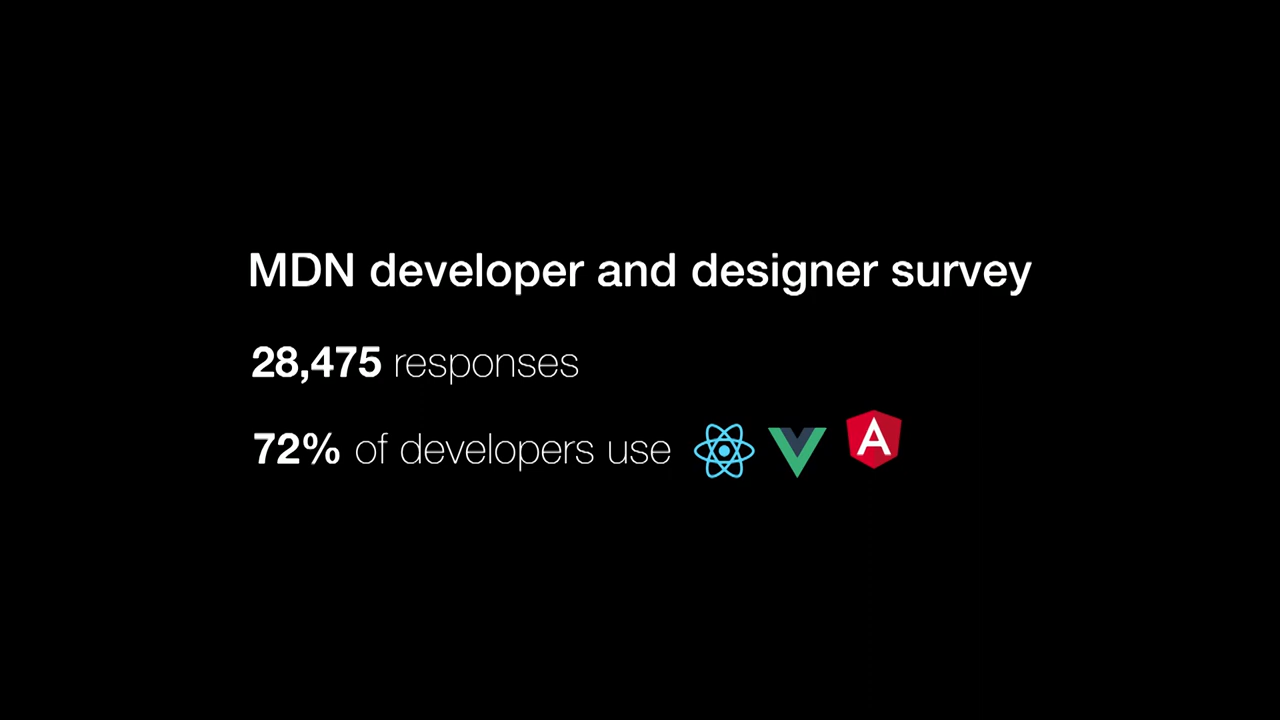 MDN developer and designer survey
28,475 responses
72% of developers use A